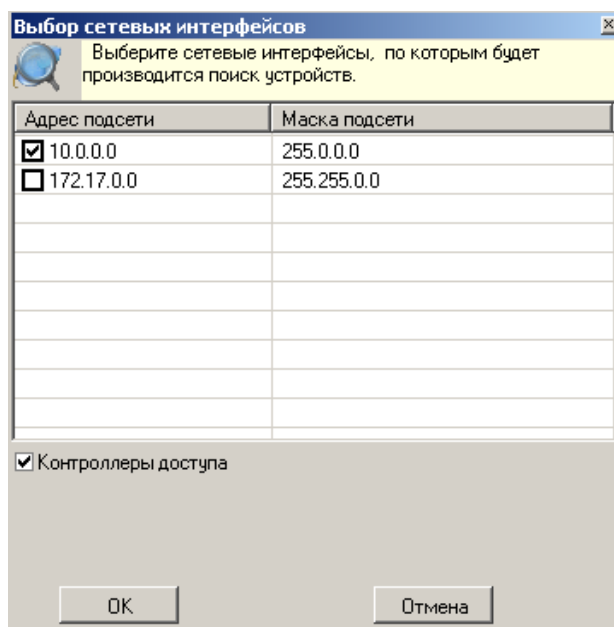 Выбор сетевых интерфейсов
Выберите сетевые интерфейсы, по которым будет
производится поиск устройств.
Адрес подсети Маска подсети
10.0.0.0 255.0.0.0
172.17.0.0 255.255.0.0
Контроллеры доступа
ОК Отмена